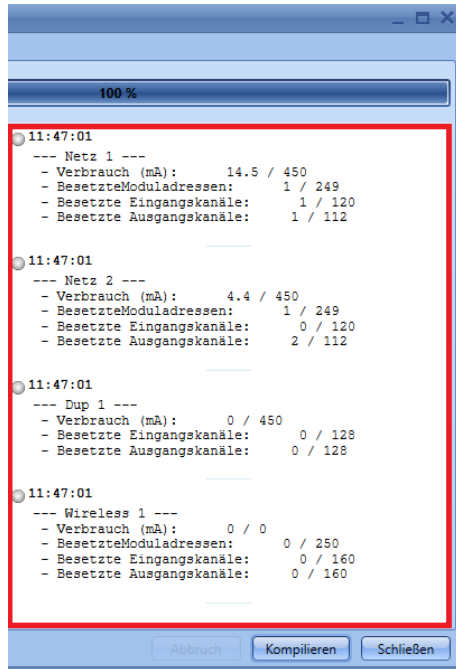 100 %
11:47:01
--- Netz 1 ---
- Verbrauch (mA): 14.5 / 450
- BesetzteModuladressen: 1 / 249
- Besetzte Eingangskanäle: 1 / 120
- Besetzte Ausgangskanäle: 1 / 112
11:47:01
--- Netz 2 ---
- Verbrauch (mA): 4.4 / 450
- BesetzteModuladressen: 1 / 249
- Besetzte Eingangskanäle: 0 / 120
- Besetzte Ausgangskanäle: 2 / 112
11:47:01
--- Dup 1 ---
- Verbrauch (mA): 0 / 450
- Besetzte Eingangskanäle: 0 / 128
- Besetzte Ausgangskanäle: 0 / 128
11:47:01
--- Wireless 1 ---
- Verbrauch (mA): 0 / 0
- BesetzteModuladressen: 0 / 250
- Besetzte Eingangskanäle: 0 / 160
- Besetzte Ausgangskanäle: 0 / 160
Abbruch Kompilieren Schließen